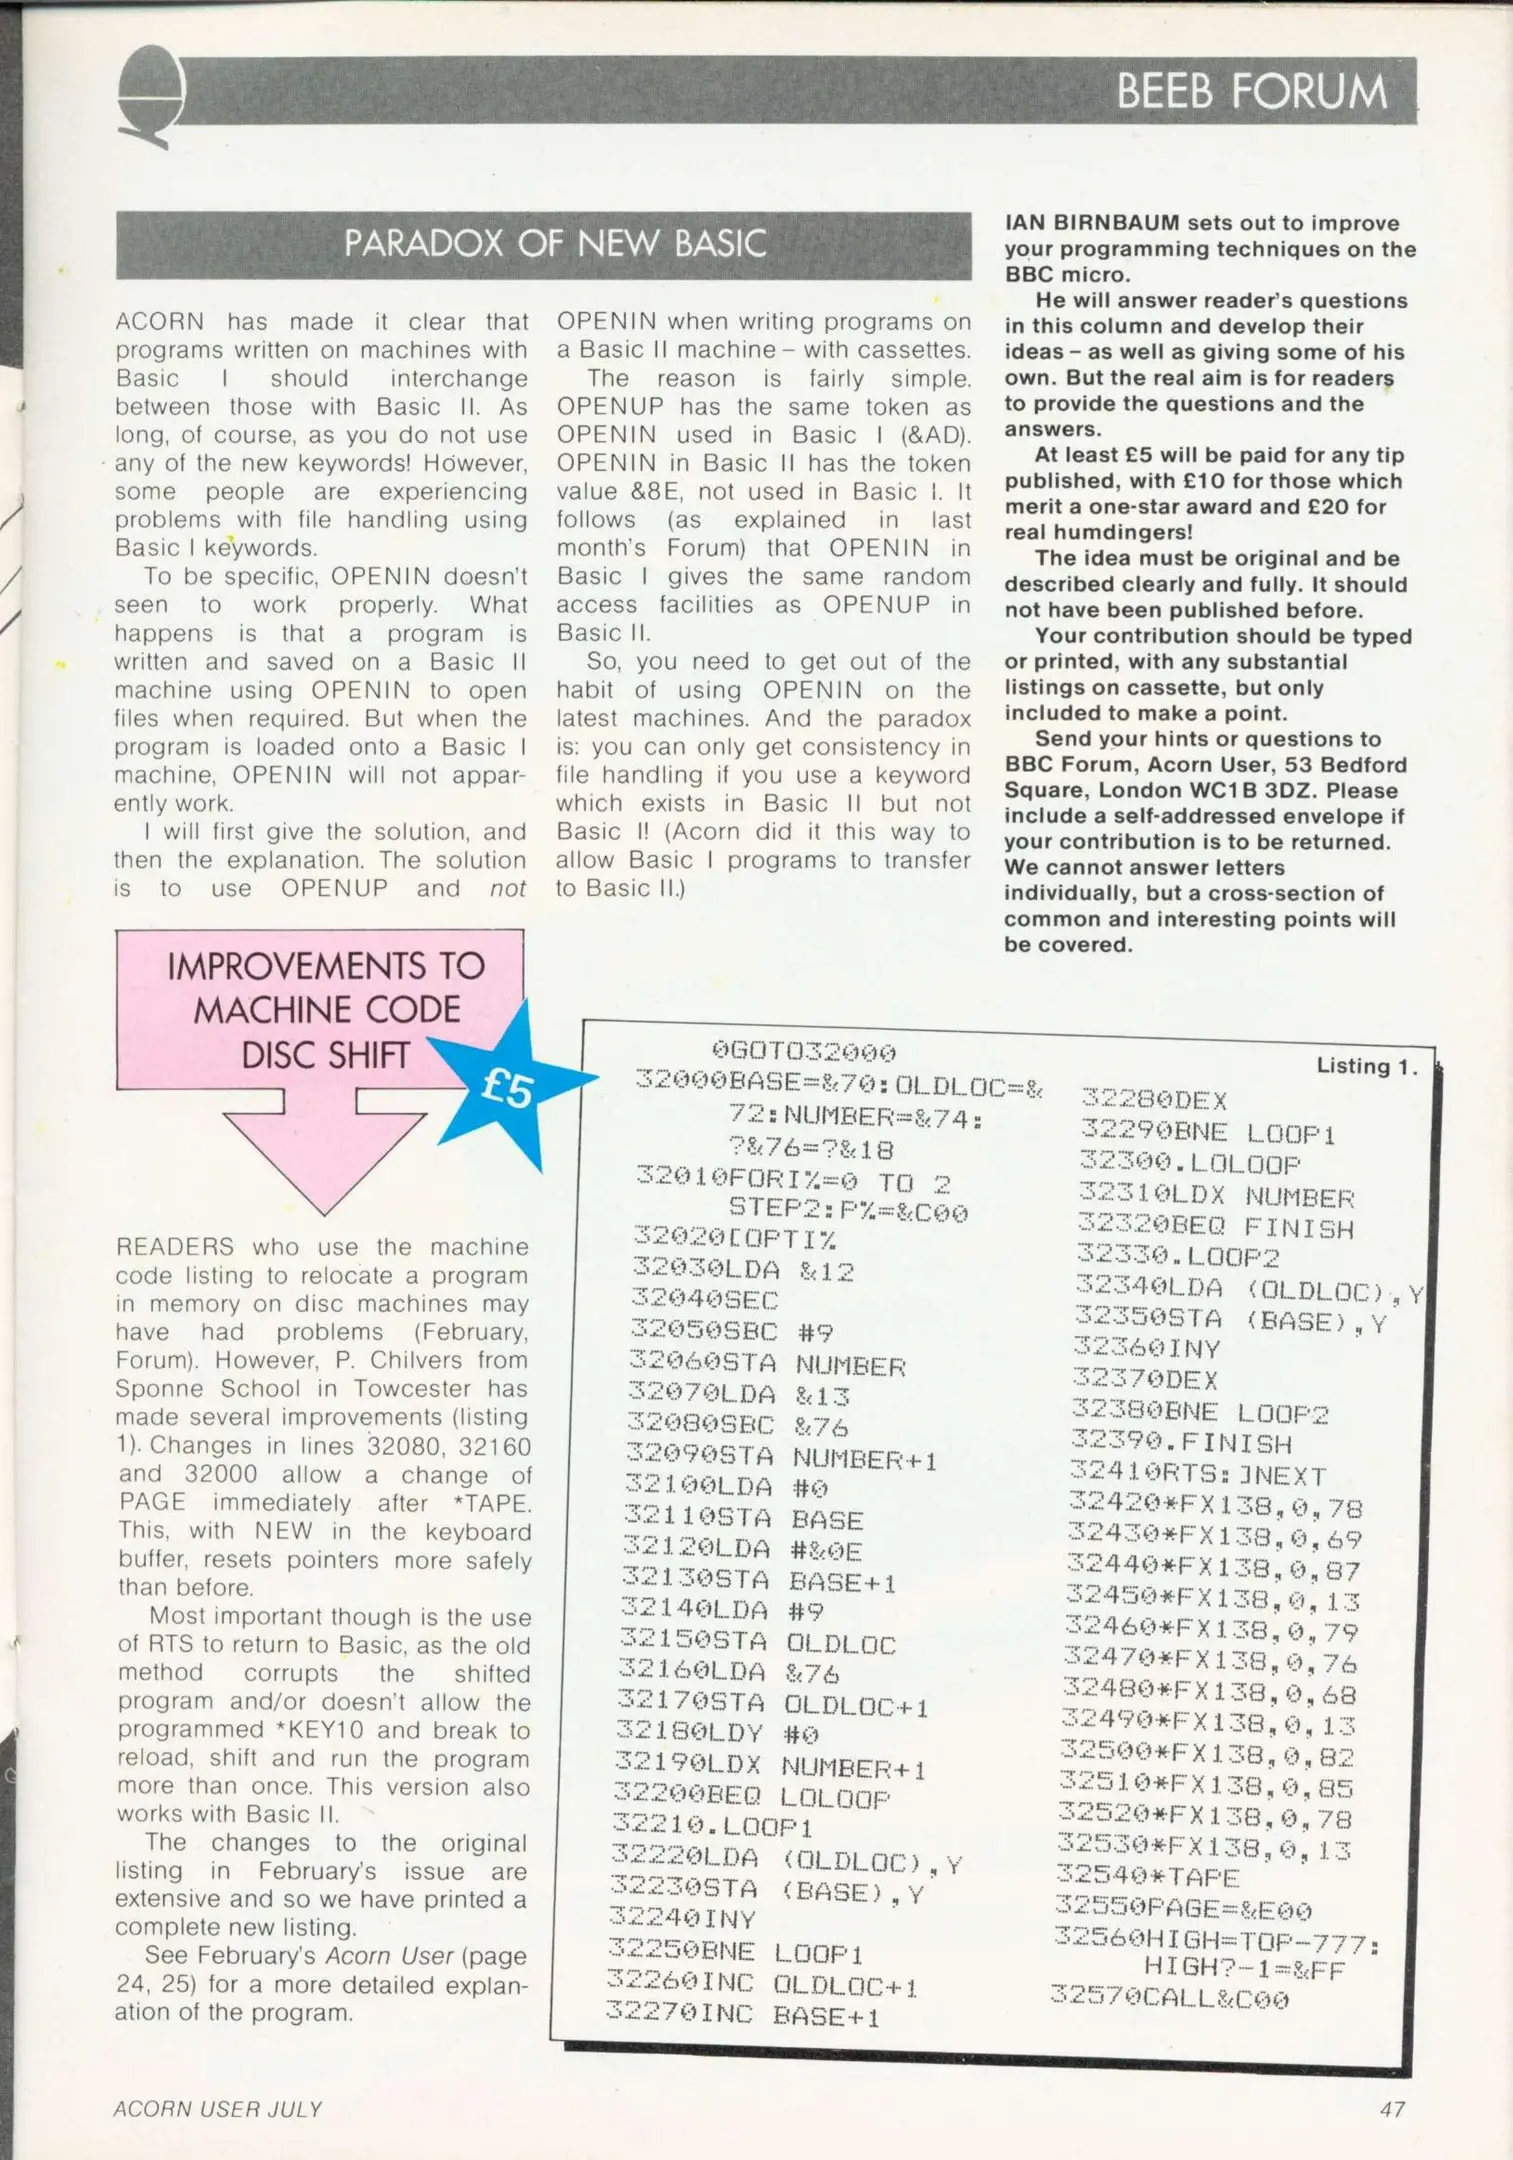 BEEB FORUM
PARADOX OF NEW BASIC
ACORN has made it clear that
programs written on machines with
Basic I should interchange
between those with Basic II. As
long, of course, as you do not use
any of the new keywords! However,
some people are experiencing
problems with file handling using
Basic I keywords.
To be specific, OPENIN doesn't
seen to work properly. What
happens is that a program is
written and saved on a Basic II
machine using OPENIN to open
files when required. But when the
program is loaded onto a Basic I
machine, OPENIN will not appar-
ently work.
I will first give the solution, and
then the explanation. The solution
is to use OPENUP and not
OPENIN when writing programs on
a Basic II machine – with cassettes.
The reason is fairly simple.
OPENUP has the same token as
OPENIN used in Basic I (&AD).
OPENIN in Basic II has the token
value &8E, not used in Basic I. It
follows (as explained in last
month's Forum) that OPENIN in
Basic I gives the same random
access facilities as OPENUP in
Basic II.
So, you need to get out of the
habit of using OPENIN on the
latest machines. And the paradox
is: you can only get consistency in
file handling if you use a keyword
which exists in Basic II but not
Basic I! (Acorn did it this way to
allow Basic I programs to transfer
to Basic II.)
IAN BIRNBAUM sets out to improve
your programming techniques on the
BBC micro.
He will answer reader's questions
in this column and develop their
ideas – as well as giving some of his
own. But the real aim is for readers
to provide the questions and the
answers.
At least £5 will be paid for any tip
published, with £10 for those which
merit a one-star award and £20 for
real humdingers!
The idea must be original and be
described clearly and fully. It should
not have been published before.
Your contribution should be typed
or printed, with any substantial
listings on cassette, but only
included to make a point.
Send your hints or questions to
BBC Forum, Acorn User, 53 Bedford
Square, London WC1B 3DZ. Please
include a self-addressed envelope if
your contribution is to be returned.
We cannot answer letters
individually, but a cross-section of
common and interesting points will
be covered.
IMPROVEMENTS TO
MACHINE CODE
DISC SHIFT
£5
READERS who use the machine
code listing to relocate a program
in memory on disc machines may
have had problems (February,
Forum). However, P. Chilvers from
Sponne School in Towcester has
made several improvements (listing
1). Changes in lines 32080, 32160
and 32000 allow a change of
PAGE immediately after *TAPE.
This, with NEW in the keyboard
buffer, resets pointers more safely
than before.
Most important though is the use
of RTS to return to Basic, as the old
method corrupts the shifted
program and/or doesn't allow the
programmed *KEY10 and break to
reload, shift and run the program
more than once. This version also
works with Basic II.
The changes to the original
listing in February's issue are
extensive and so we have printed a
complete new listing.
See February's Acorn User (page
24, 25) for a more detailed explan-
ation of the program.
Listing 1.
0GOTO32000
32000BASE=&70:OLDLOC=&
72:NUMBER=&74:
?&76=?&18
32010FORI%=0 TO 2
STEP2:P%=&C00
32020[OPTI%
32030LDA &12
32040SEC
32050SBC #9
32060STA NUMBER
32070LDA &13
32080SBC &76
32090STA NUMBER+1
32100LDA #0
32110STA BASE
32120LDA #&0E
32130STA BASE+1
32140LDA #9
32150STA OLDLOC
32160LDA &76
32170STA OLDLOC+1
32180LDY #0
32190LDX NUMBER+1
32200BEQ LOLOOP
32210.LOOP1
32220LDA (OLDLOC),Y
32230STA (BASE),Y
32240INY
32250BNE LOOP1
32260INC OLDLOC+1
32270INC BASE+1
32280DEX
32290BNE LOOP1
32300.LOLOOP
32310LDX NUMBER
32320BEQ FINISH
32330.LOOP2
32340LDA (OLDLOC),Y
32350STA (BASE),Y
32360INY
32370DEX
32380BNE LOOP2
32390.FINISH
32410RTS:]NEXT
32420*FX138,0,78
32430*FX138,0,69
32440*FX138,0,87
32450*FX138,0,13
32460*FX138,0,79
32470*FX138,0,76
32480*FX138,0,68
32490*FX138,0,13
32500*FX138,0,82
32510*FX138,0,85
32520*FX138,0,78
32530*FX138,0,13
32540*TAPE
32550PAGE=&E00
32560HIGH=TOP-777:
HIGH?-1=&FF
32570CALL&C00
ACORN USER JULY
47